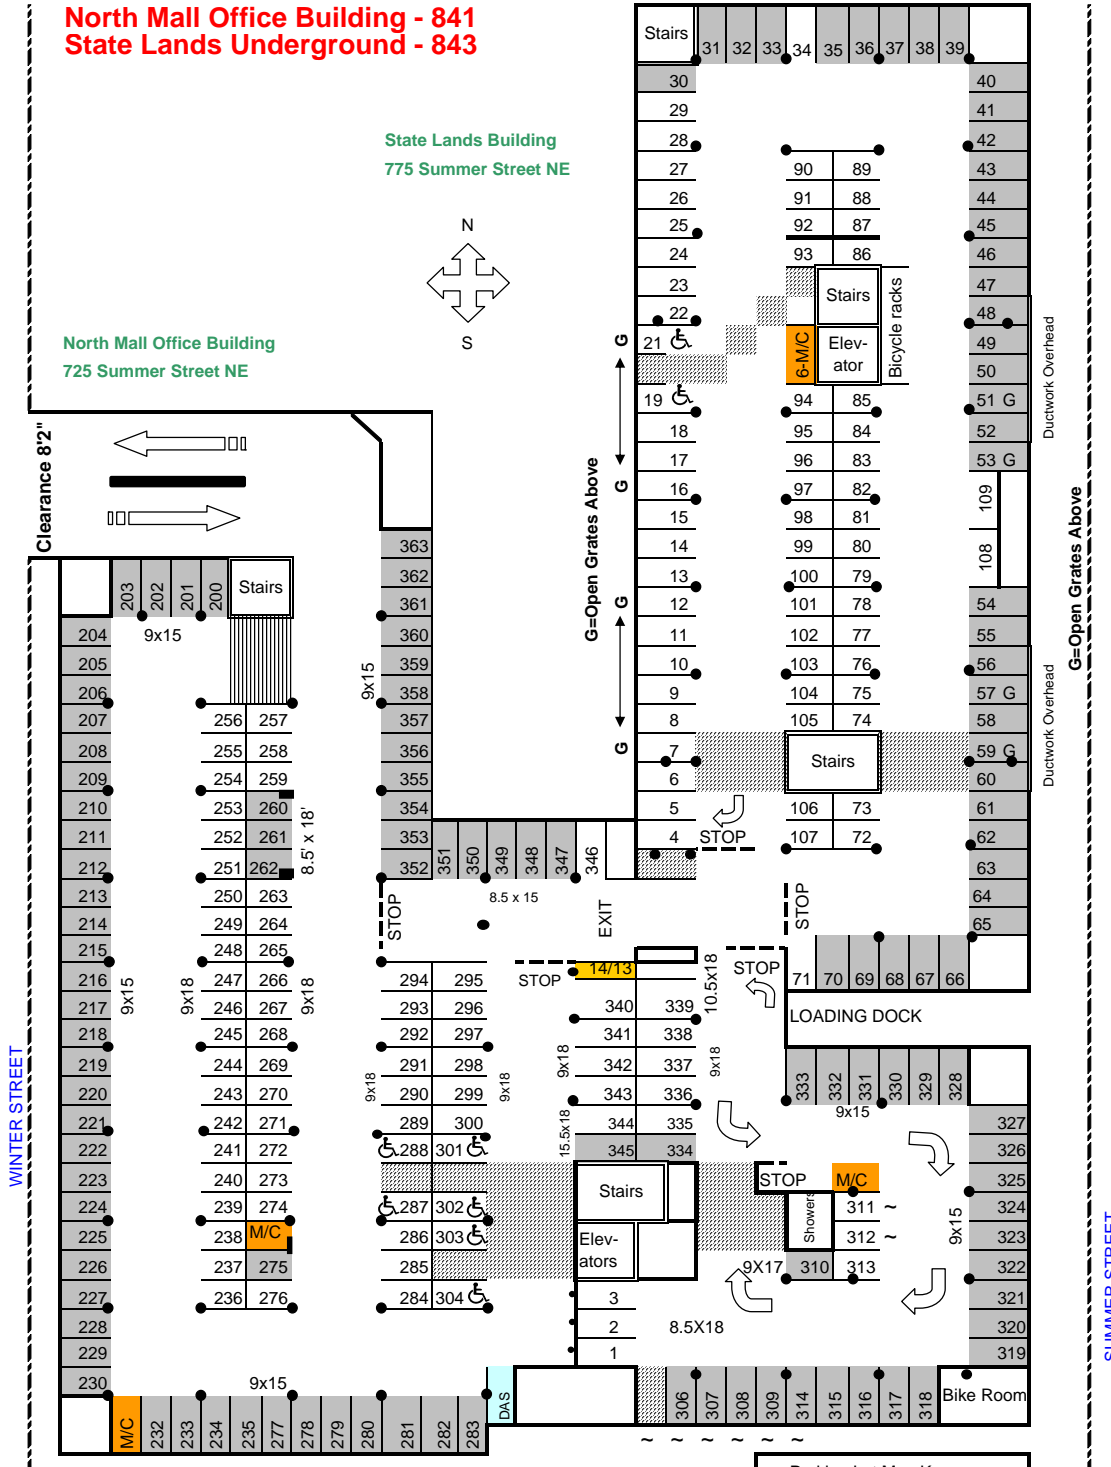 North Mall Office Building - 841
State Lands Underground - 843
State Lands Building
775 Summer Street NE
N
S
North Mall Office Building
725 Summer Street NE
Stairs
31 32 33 34 35 36 37 38 39
30
29
28
27
26
25
24
23
22
21
19
18
17
16
15
14
13
12
11
10
9
8
7
6
5
4
STOP
G
G
G
G
G=Open Grates Above
90 89
91 88
92 87
93 86
Stairs
Elev-
ator
6-M/C
Bicycle racks
94 85
95 84
96 83
97 82
98 81
99 80
100 79
101 78
102 77
103 76
104 75
105 74
Stairs
106 73
107 72
40
41
42
43
44
45
46
47
48
49
50
51 G
52
53 G
109
108
54
55
56
57 G
58
59 G
60
61
62
63
64
65
Ductwork Overhead
Ductwork Overhead
G=Open Grates Above
STOP
71 70 69 68 67 66
LOADING DOCK
Clearance 8'2"
203 202 201 200
Stairs
9x15
204
205
206
207
208
209
210
211
212
213
214
215
216
217
218
219
220
221
222
223
224
225
226
227
228
229
230
9x15
9x18
9x18
256 257
255 258
254 259
253 260
252 261
251 262
250 263
249 264
248 265
247 266
246 267
245 268
244 269
243 270
242 271
241 272
240 273
239 274
238 M/C
237 275
236 276
8.5' x 18'
9x15
363
362
361
360
359
358
357
356
355
354
353
352
351 350 349 348 347 346
8.5 x 15
STOP
EXIT
STOP
14/13
294 295
293 296
292 297
291 298
290 299
289 300
288 301
287 302
286 303
285
284 304
9x18
9x18
9x18
15.5x18
340 339
341 338
342 337
343 336
344 335
345 334
10.5x18
9x18
STOP
Stairs
Elev-
ators
3
2
1
8.5X18
333 332 331 330 329 328
9x15
327
326
325
324
323
322
321
320
319
9x15
STOP
M/C
Showers
311 ~
312 ~
9X17 310 313
9x15
M/C 232 233 234 235 277 278 279 280 281 282 283 DAS
306 307 308 309 314 315 316 317 318
Bike Room
~ ~ ~ ~ ~ ~
WINTER STREET
SUMMER STREET